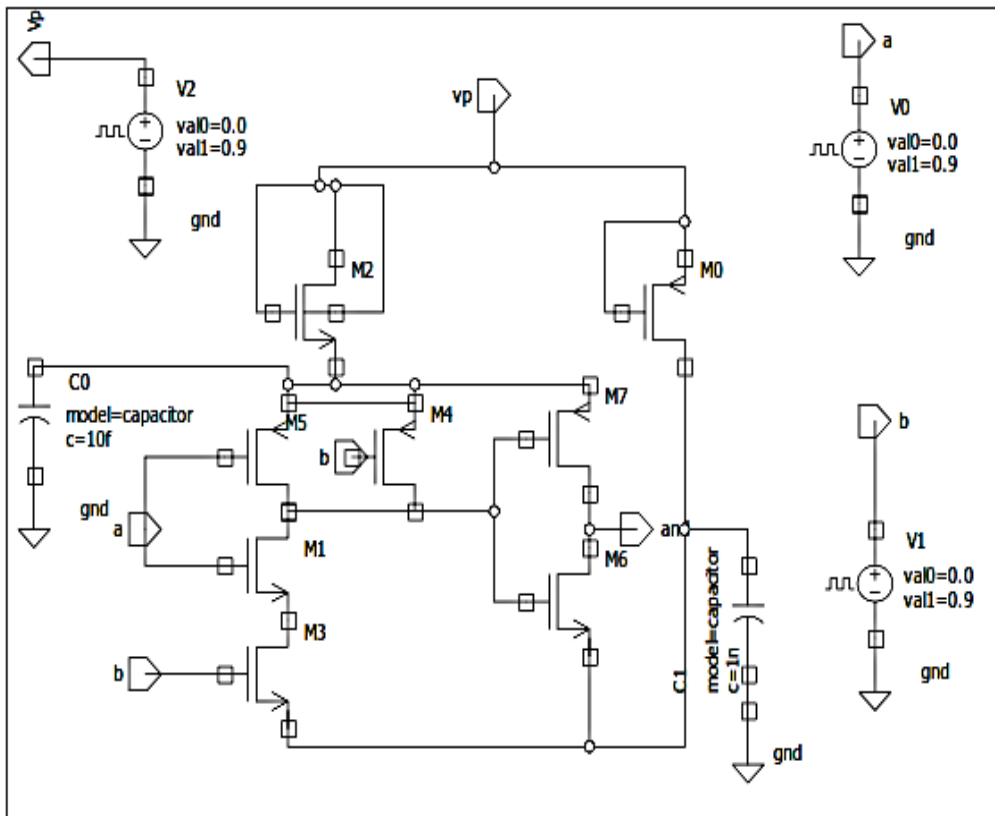 Vp
V2
val0=0.0
val1=0.9
gnd
vp
a
V0
val0=0.0
val1=0.9
gnd
M2
M0
C0
model=capacitor
c=10f
gnd
M5
M4
M7
b
a
M1
M6
an
M3
b
C1
model=capacitor
c=1n
gnd
b
V1
val0=0.0
val1=0.9
gnd